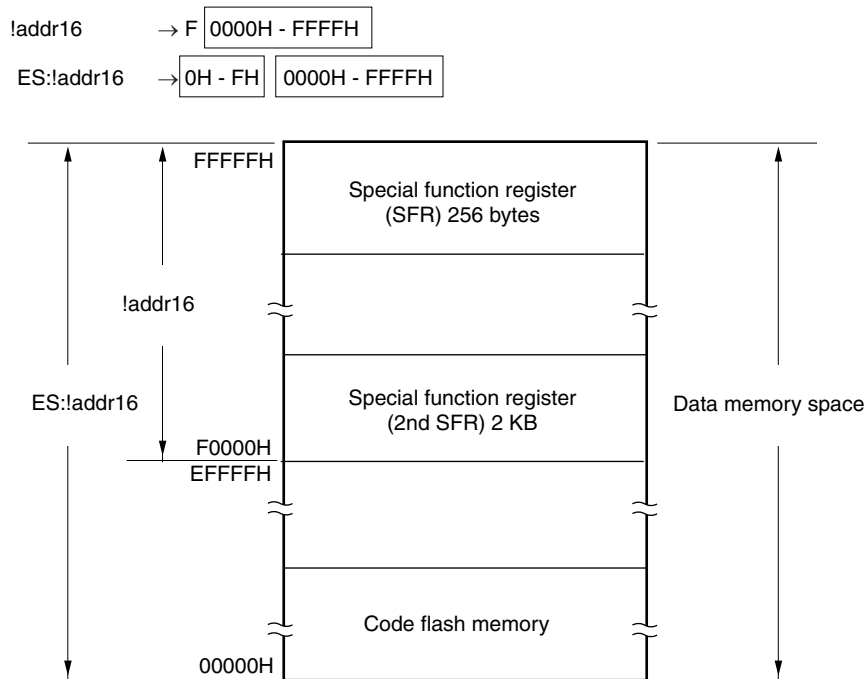 !addr16 → F 0000H - FFFFH
ES:!addr16 → 0H - FH 0000H - FFFFH
FFFFFH
Special function register
(SFR) 256 bytes
!addr16
ES:!addr16
Special function register
(2nd SFR) 2 KB
Data memory space
F0000H
EFFFFH
Code flash memory
00000H